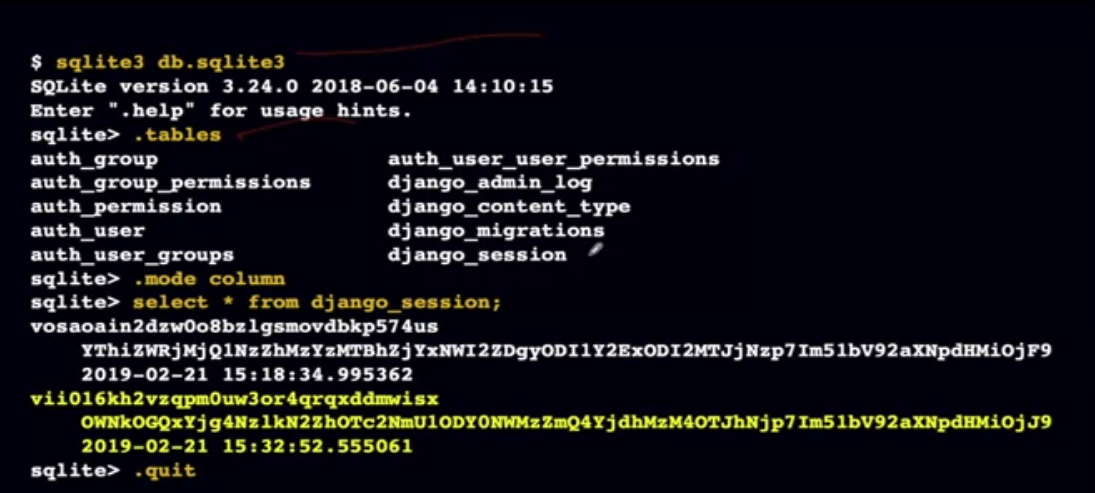 $ sqlite3 db.sqlite3
SQLite version 3.24.0 2018-06-04 14:10:15
Enter ".help" for usage hints.
sqlite> .tables
auth_group auth_user_user_permissions
auth_group_permissions django_admin_log
auth_permission django_content_type
auth_user django_migrations
auth_user_groups django_session
sqlite> .mode column
sqlite> select * from django_session;
vosaoain2dzw0o8bzlgsmovdbkp574us
YThiZWRjMjQlNzZhMzYzMTBhZjYxNWI2ZDgyODI1Y2ExODI2MTJjNzp7Im51bV92aXNpdHMiOjF9
2019-02-21 15:18:34.995362
vii016kh2vzqpm0uw3or4qrqxddmwisx
OWNkOGQxYjg4NzlkN2ZhOTc2NmU1ODY0NWMzZmQ4YjdhMzM4OTJhNjp7Im51bV92aXNpdHMiOjJ9
2019-02-21 15:32:52.555061
sqlite> .quit